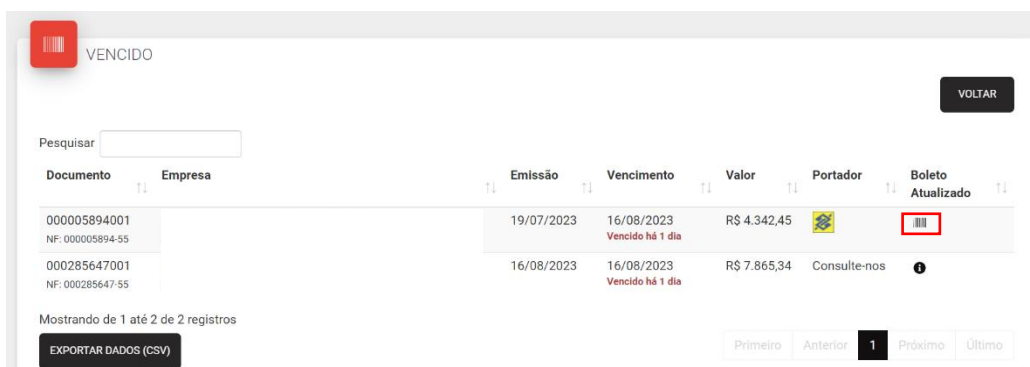 VENCIDO
VOLTAR
Pesquisar
Documento Empresa Emissão Vencimento Valor Portador Boleto Atualizado
000005894001 19/07/2023 16/08/2023 R$ 4.342,45
NF: 000005894-55 Vencido há 1 dia
000285647001 16/08/2023 16/08/2023 R$ 7.865,34 Consulte-nos
NF: 000285647-55 Vencido há 1 dia
Mostrando de 1 até 2 de 2 registros
EXPORTAR DADOS (CSV) Primeiro Anterior 1 Próximo Último